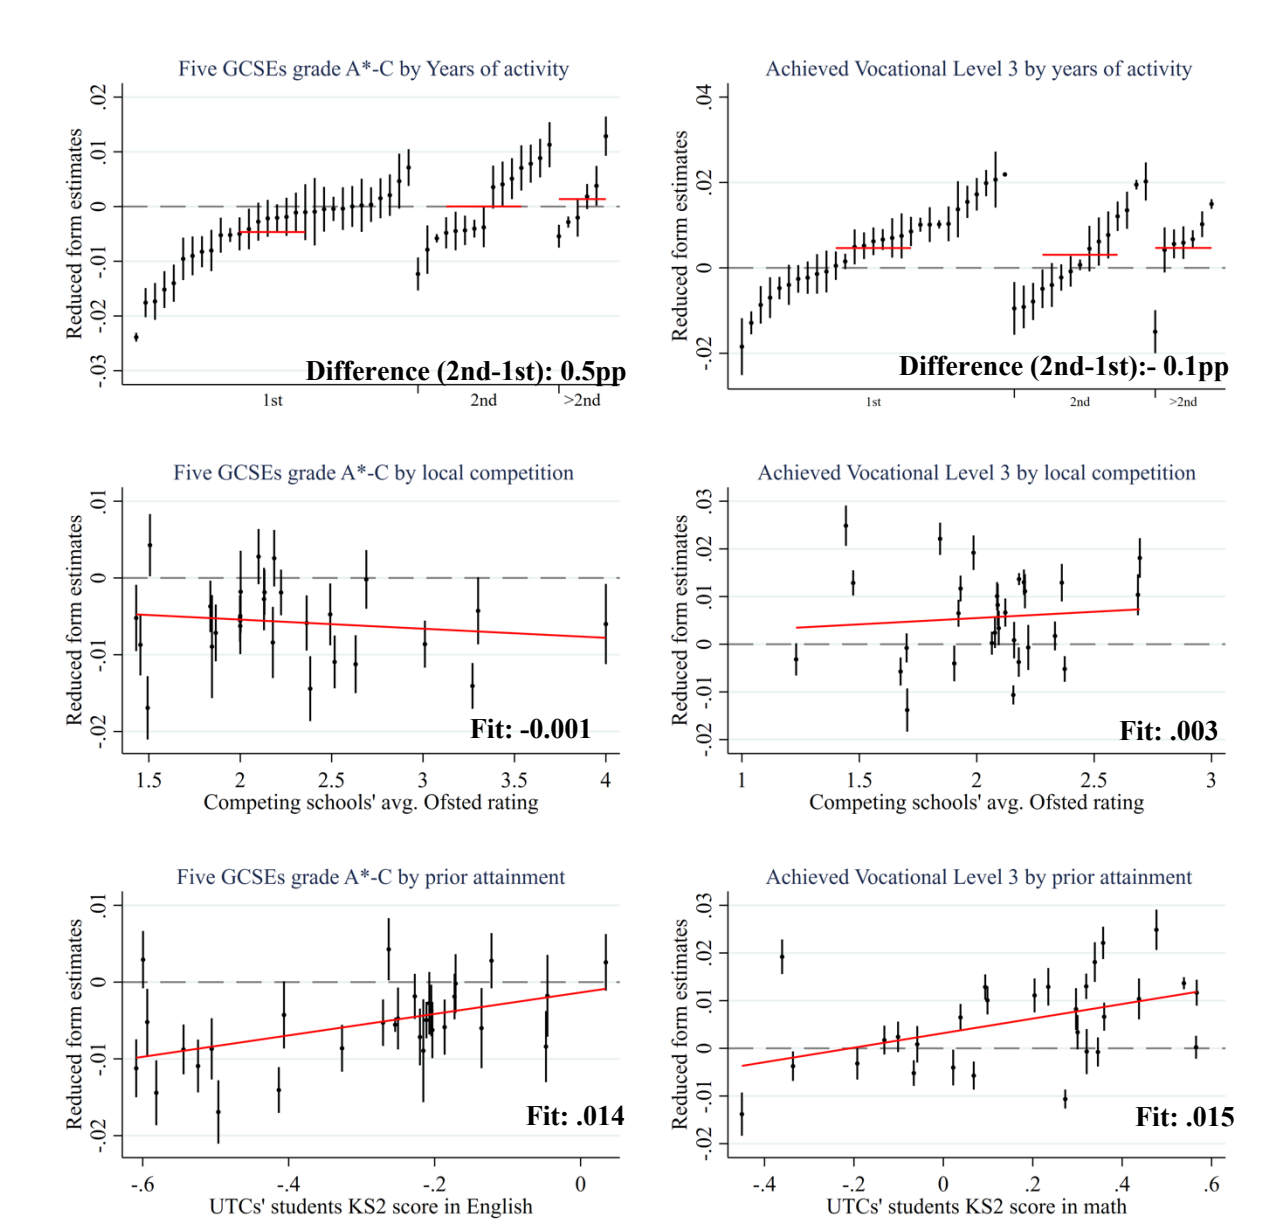 Five GCSEs grade A*-C by Years of activity
Reduced form estimates
.02
.01
0
-.01
-.02
-.03
Difference (2nd-1st): 0.5pp
1st 2nd >2nd
Achieved Vocational Level 3 by years of activity
Reduced form estimates
.04
.02
0
-.02
Difference (2nd-1st):- 0.1pp
1st 2nd >2nd
Five GCSEs grade A*-C by local competition
Reduced form estimates
.01
0
-.01
-.02
Fit: -0.001
1.5 2 2.5 3 3.5 4
Competing schools' avg. Ofsted rating
Achieved Vocational Level 3 by local competition
Reduced form estimates
.03
.02
.01
0
-.01
-.02
Fit: .003
1 1.5 2 2.5 3
Competing schools' avg. Ofsted rating
Five GCSEs grade A*-C by prior attainment
Reduced form estimates
.01
0
-.01
-.02
Fit: .014
-.6 -.4 -.2 0
UTCs' students KS2 score in English
Achieved Vocational Level 3 by prior attainment
Reduced form estimates
.03
.02
.01
0
-.01
-.02
Fit: .015
-.4 -.2 0 .2 .4 .6
UTCs' students KS2 score in math